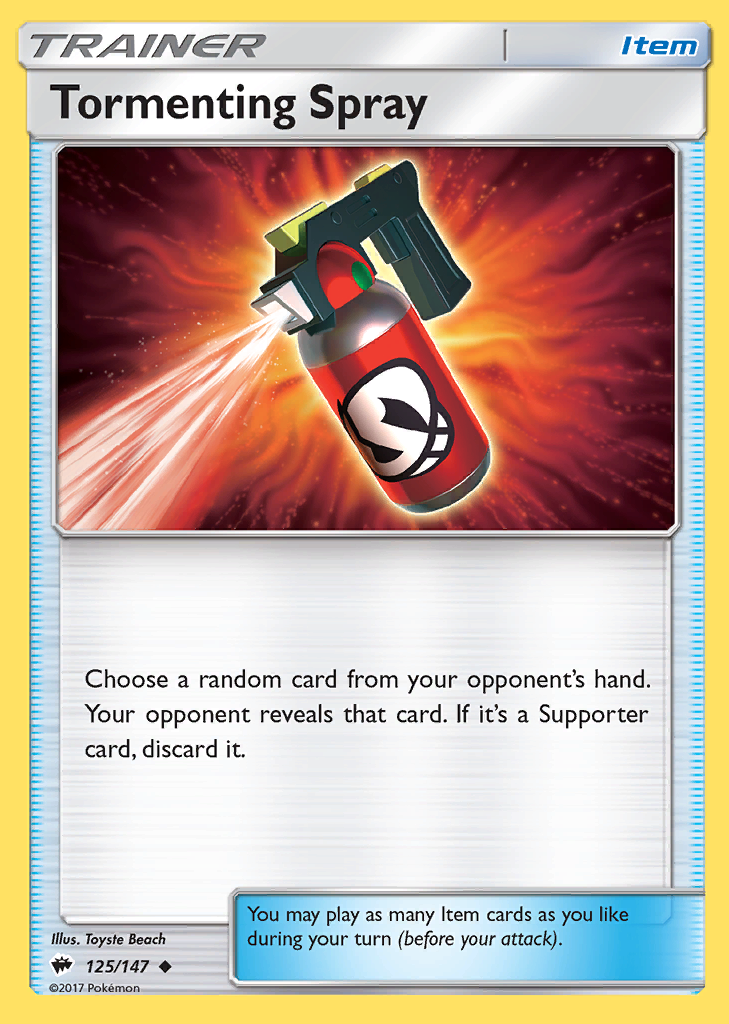 TRAINER
Item
Tormenting Spray
Choose a random card from your opponent's hand.
Your opponent reveals that card. If it's a Supporter
card, discard it.
You may play as many Item cards as you like
during your turn (before your attack).
Illus. Toyste Beach
125/147
©2017 Pokémon